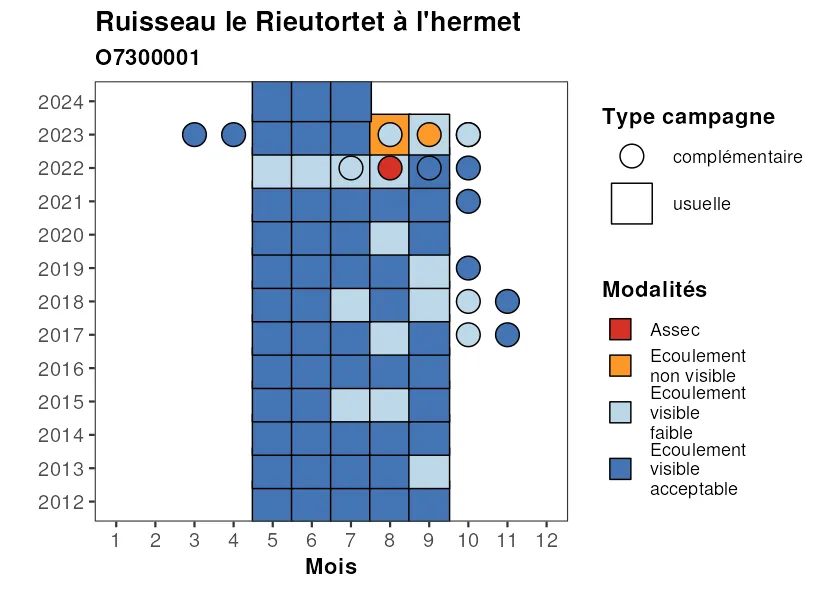 Ruisseau le Rieutortet à l'hermet
O7300001
2024
2023
2022
2021
2020
2019
2018
2017
2016
2015
2014
2013
2012
1 2 3 4 5 6 7 8 9 10 11 12
Mois
Type campagne
complémentaire
usuelle
Modalités
Assec
Ecoulement
non visible
Ecoulement
visible
faible
Ecoulement
visible
acceptable